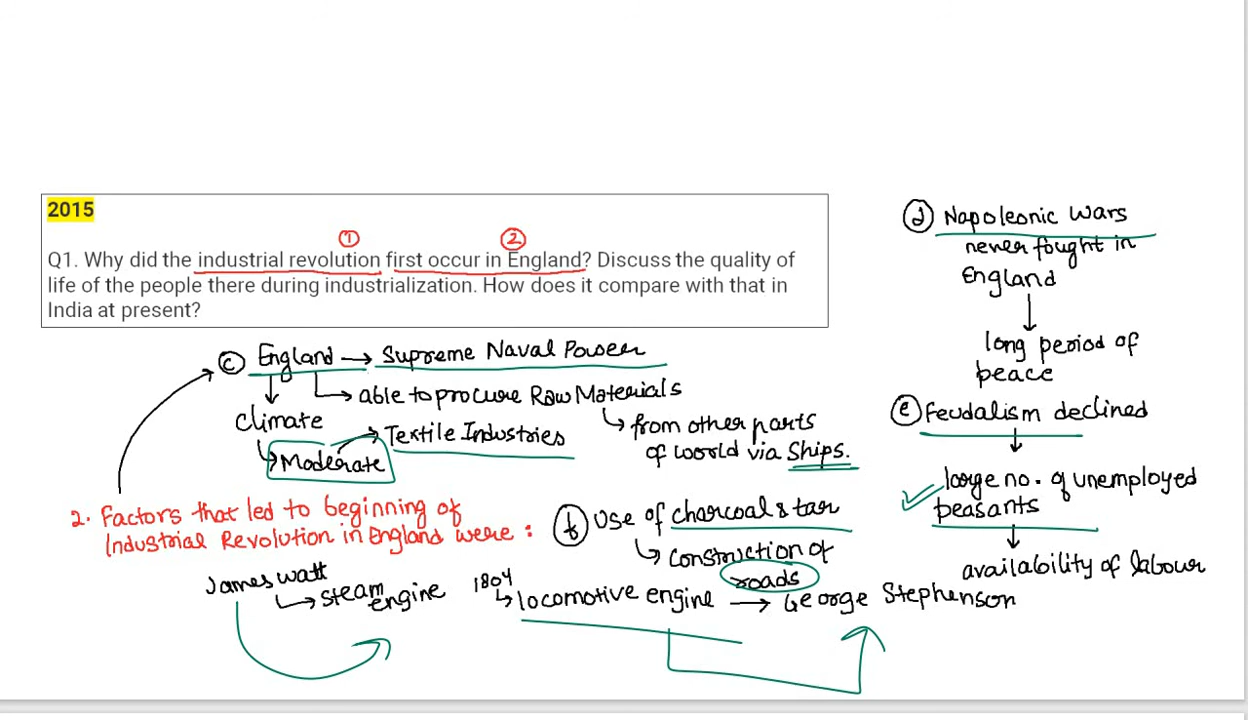 2015
① ②
Q1. Why did the industrial revolution first occur in England? Discuss the quality of
life of the people there during industrialization. How does it compare with that in
India at present?
ⓒ England → Supreme Naval Power
↳ able to procure Raw Materials
↳ from other parts
of world via Ships.
climate
↳ Moderate → Textile Industries
2. Factors that led to beginning of
Industrial Revolution in England were :
James Watt
↳ steam
engine
1804
↳ locomotive engine → George Stephenson
ⓑ Use of charcoal & tar
↳ construction of
roads
ⓓ Napoleonic Wars
never fought in
England
↓
long period of
peace
ⓔ Feudalism declined
↓
large no. of unemployed
peasants
↓
availability of labour